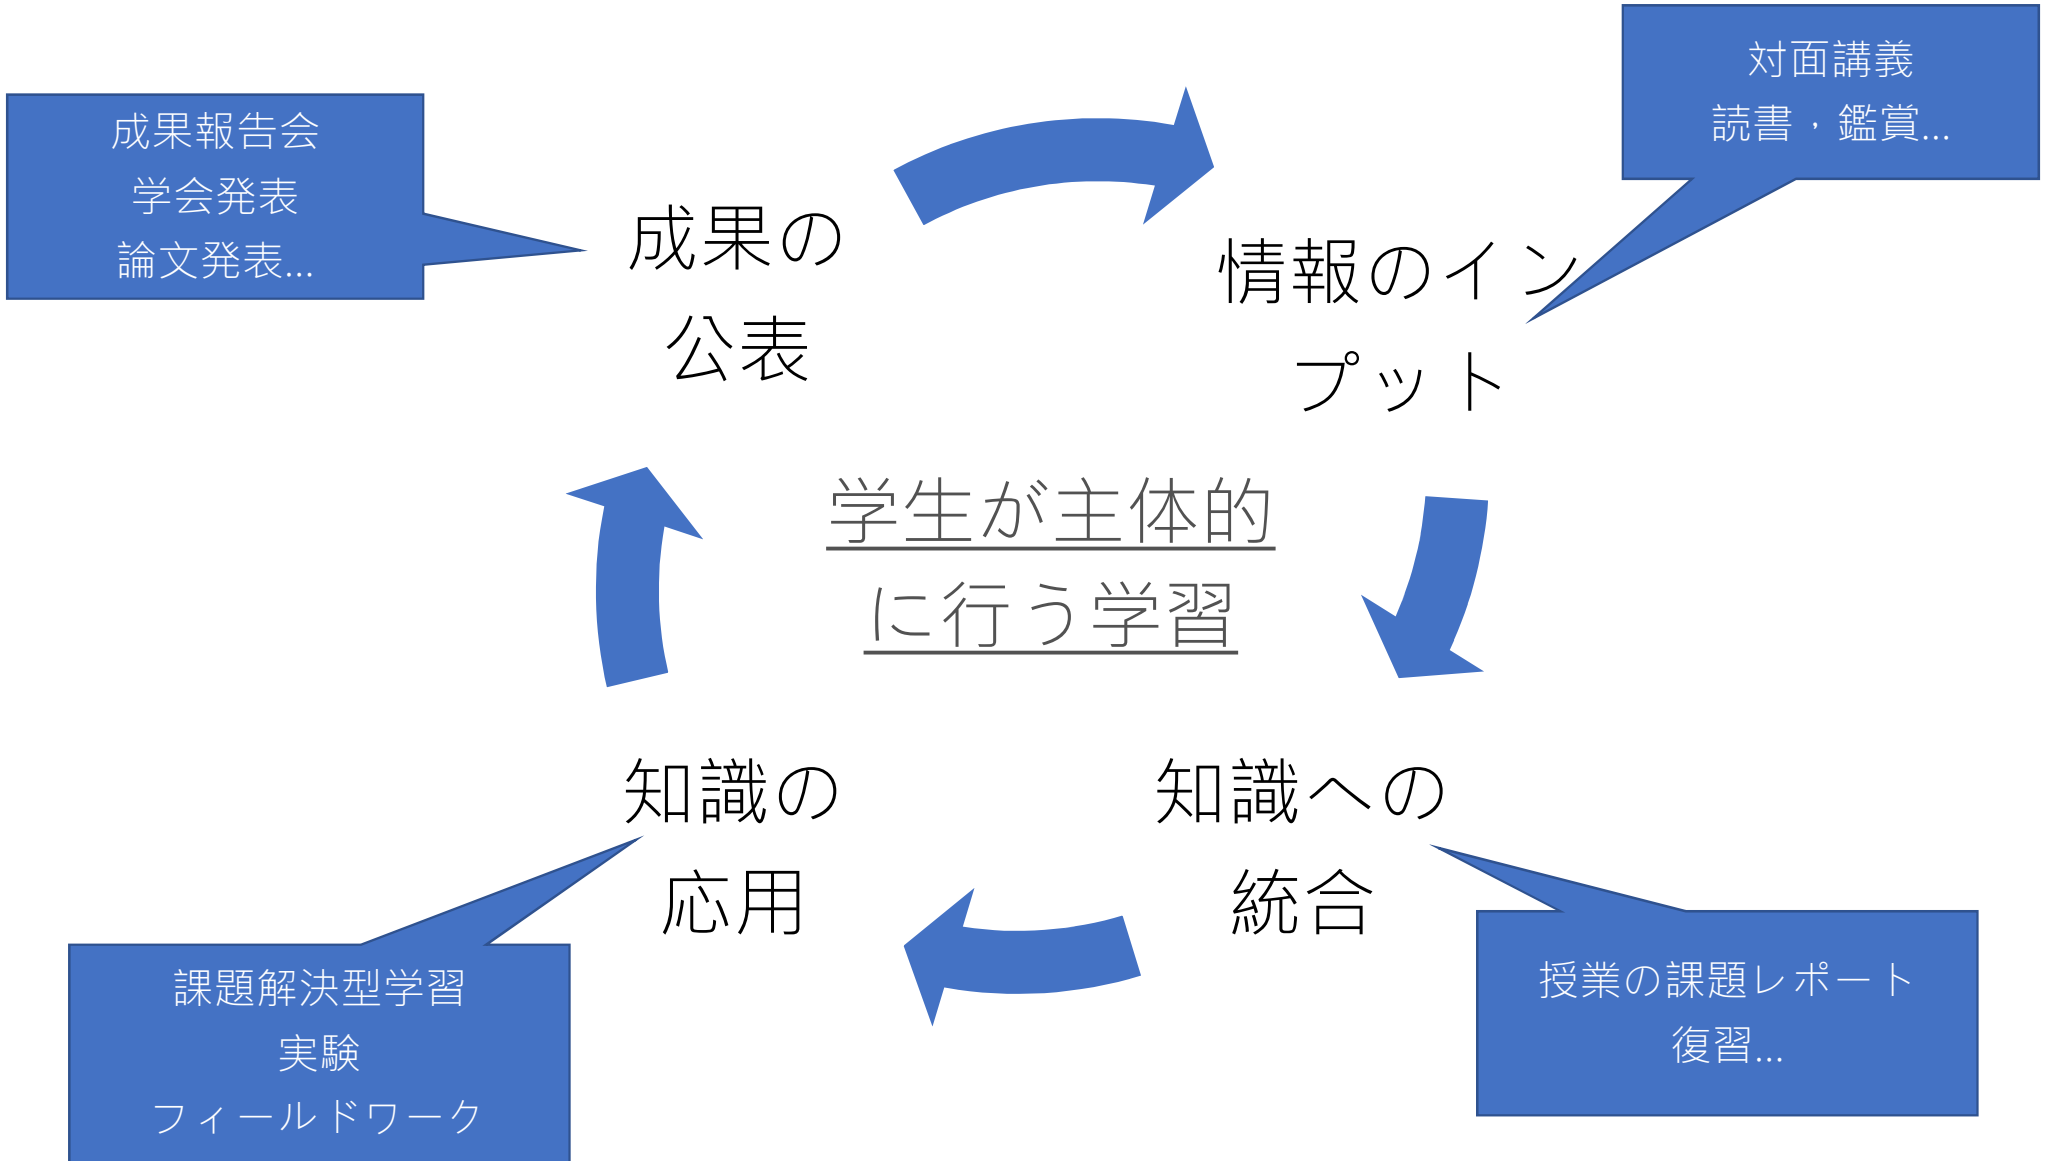 対面講義
読書・鑑賞...
成果報告会
学会発表
論文発表...
成果の
公表
情報のイン
プット
学生が主体的
に行う学習
知識の
応用
知識への
統合
課題解決型学習
実験
フィールドワーク
授業の課題レポート
復習...